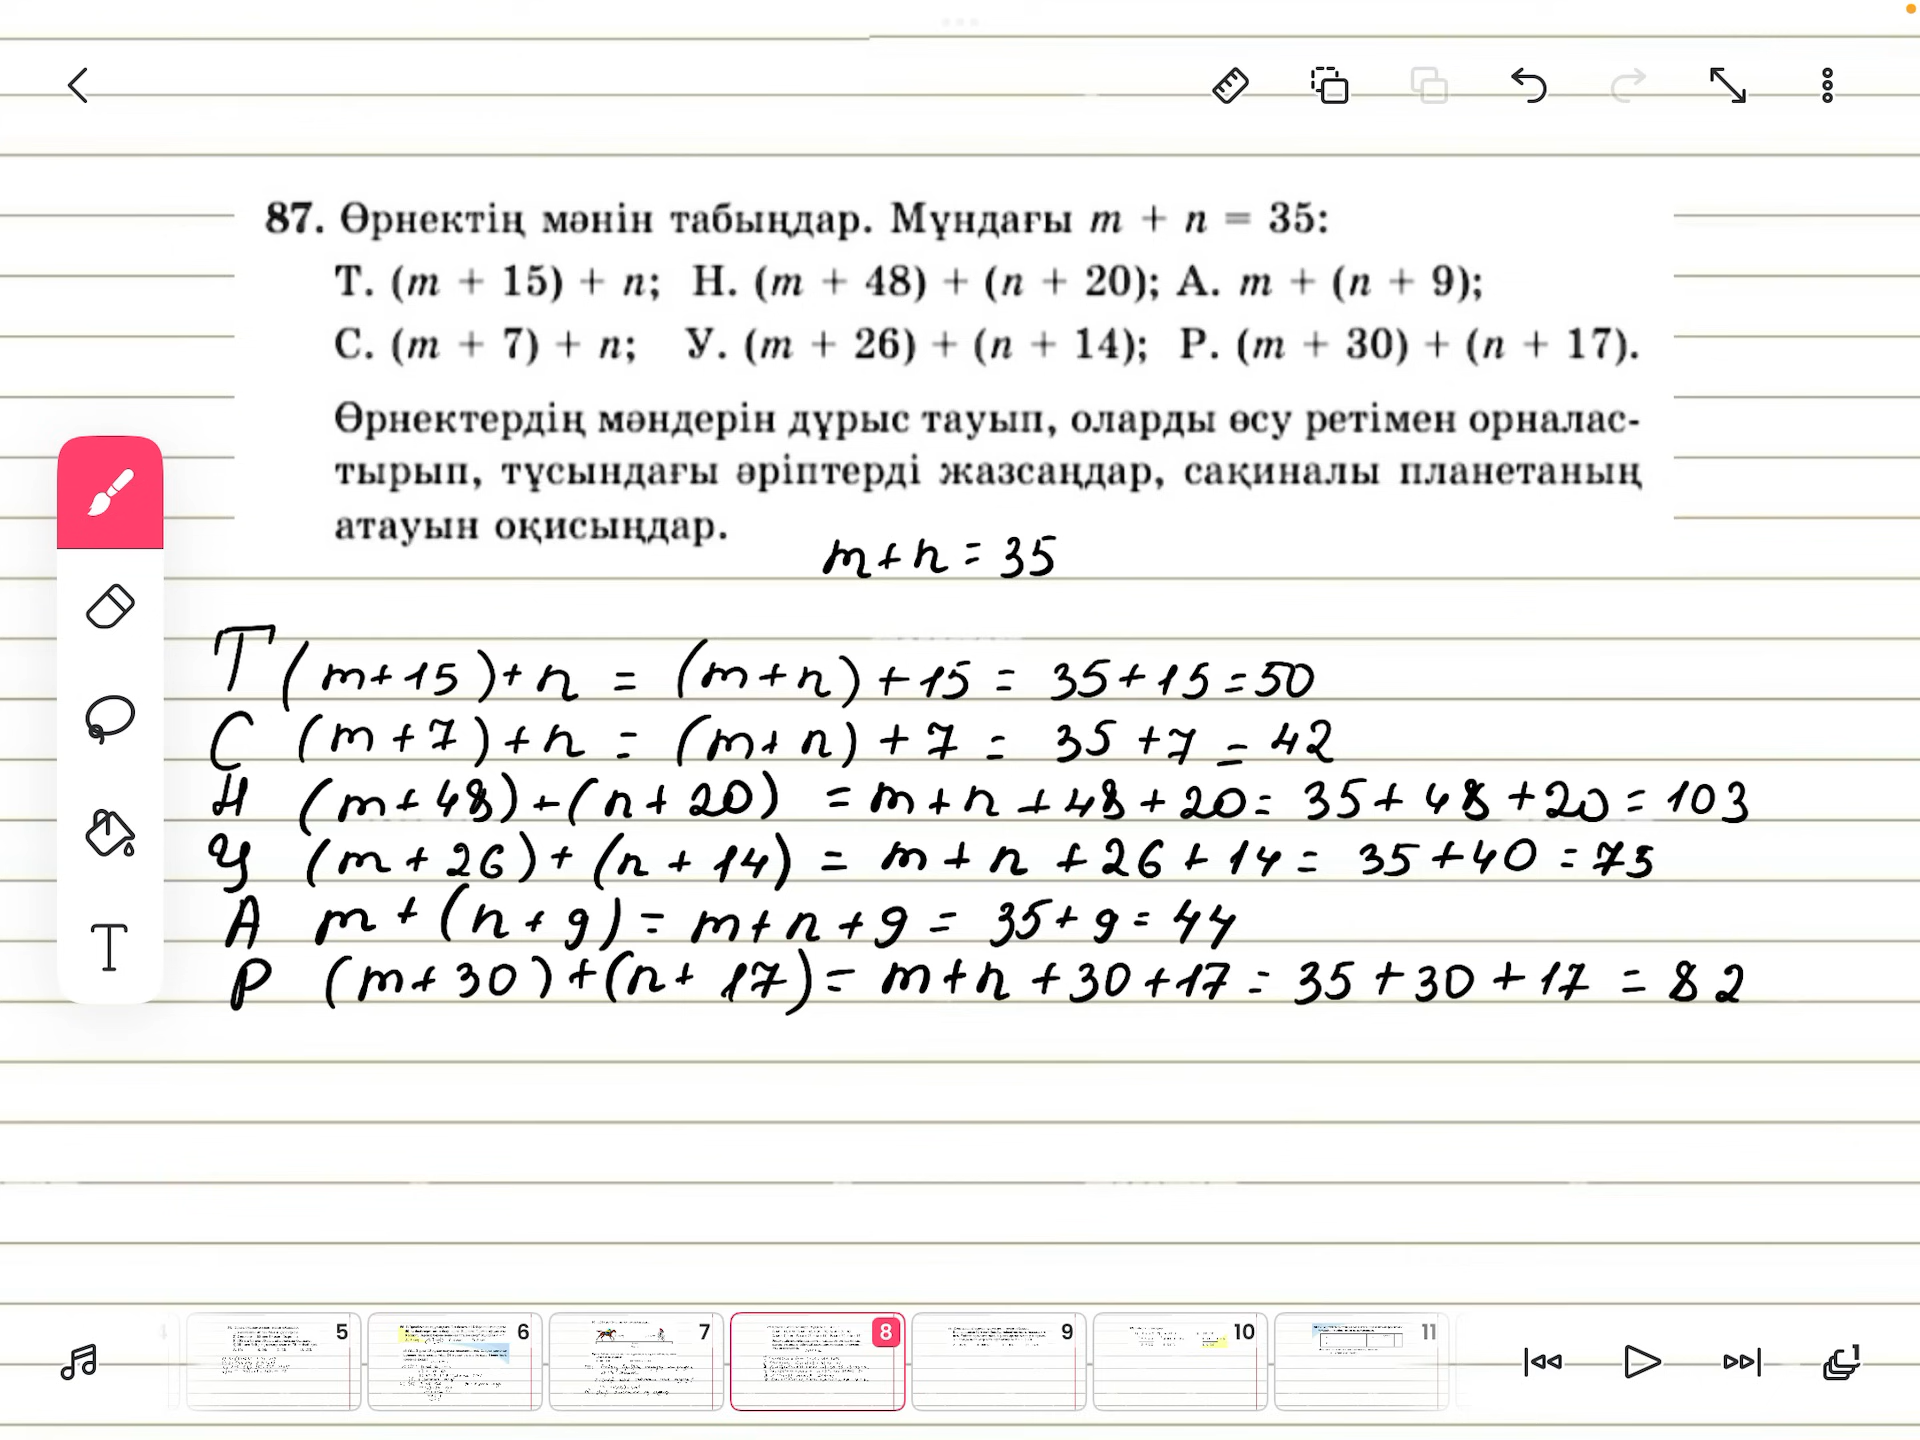 87. Өрнектің мәнін табыңдар. Мұндағы m + n = 35:
Т. (m + 15) + n; Н. (m + 48) + (n + 20); А. m + (n + 9);
С. (m + 7) + n; У. (m + 26) + (n + 14); Р. (m + 30) + (n + 17).
Өрнектердің мәндерін дұрыс тауып, оларды өсу ретімен орналас-
тырып, тұсындағы әріптерді жазсаңдар, сақиналы планетаның
атауын оқисыңдар.
m+n = 35
Т (m+15)+n = (m+n)+15 = 35+15=50
С (m+7)+n = (m+n)+7 = 35+7=42
Н (m+48)+(n+20) = m+n+48+20= 35+48+20=103
У (m+26)+(n+14) = m+n+26+14= 35+40=75
А m+(n+9)= m+n+9= 35+9=44
Р (m+30)+(n+17)= m+n+30+17= 35+30+17=82
T
5 6 7 8 9 10 11
1